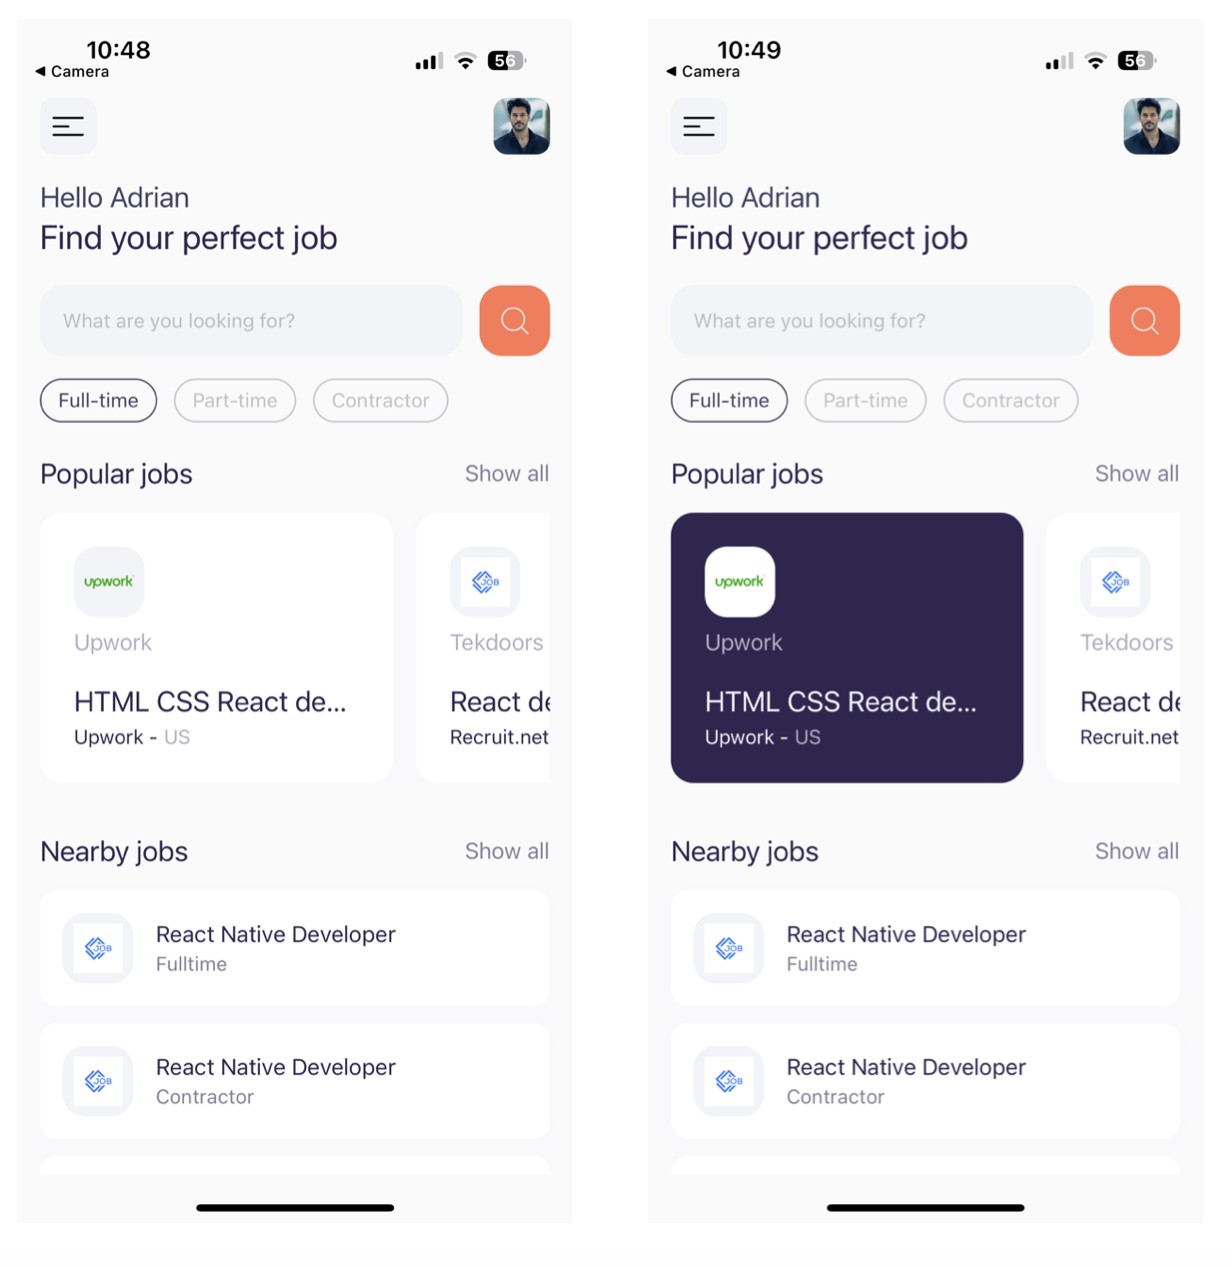 10:48
56
◀ Camera
Hello Adrian
Find your perfect job
What are you looking for?
Full-time Part-time Contractor
Popular jobs Show all
upwork JOB
Upwork Tekdoors
HTML CSS React de... React de
Upwork - US Recruit.net
Nearby jobs Show all
JOB
React Native Developer
Fulltime
JOB
React Native Developer
Contractor
10:49
56
◀ Camera
Hello Adrian
Find your perfect job
What are you looking for?
Full-time Part-time Contractor
Popular jobs Show all
upwork JOB
Upwork Tekdoors
HTML CSS React de... React de
Upwork - US Recruit.net
Nearby jobs Show all
JOB
React Native Developer
Fulltime
JOB
React Native Developer
Contractor